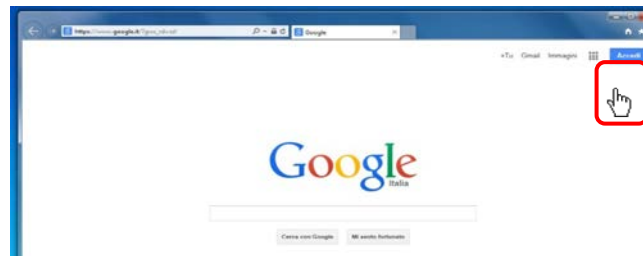 Google
+Tu Gmail Immagini Accedi
Google
Italia
Cerca con Google Mi sento fortunato